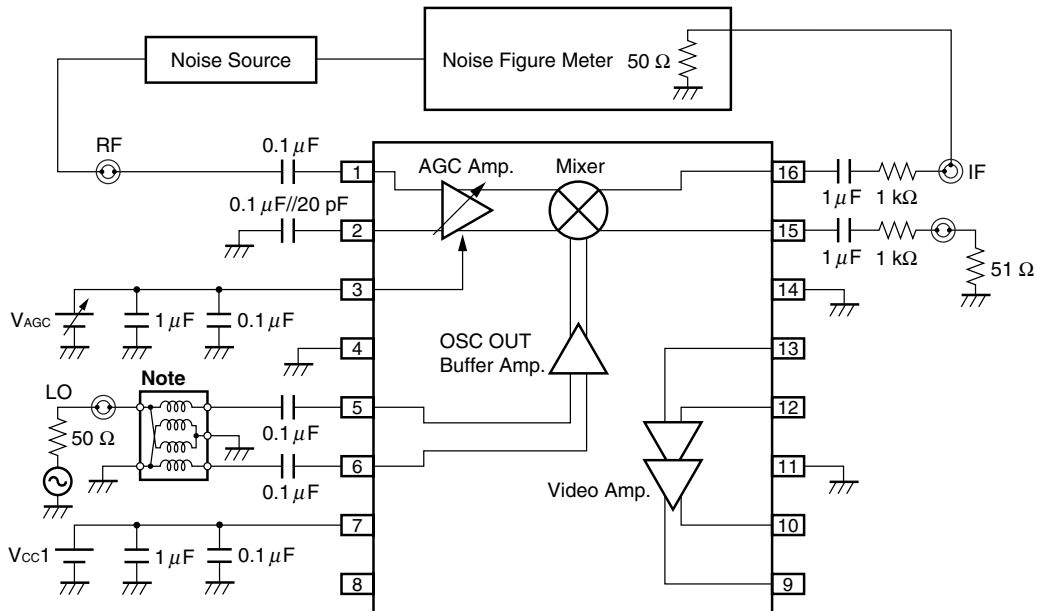 Noise Source
Noise Figure Meter
50 Ω
RF
0.1 μF
1
AGC Amp.
Mixer
16
1 μF
1 kΩ
IF
0.1 μF//20 pF
2
15
1 μF
1 kΩ
51 Ω
3
14
VAGC
1 μF
0.1 μF
4
OSC OUT
Buffer Amp.
13
LO
Note
50 Ω
5
0.1 μF
12
6
0.1 μF
11
Video Amp.
7
10
VCC1
1 μF
0.1 μF
8
9